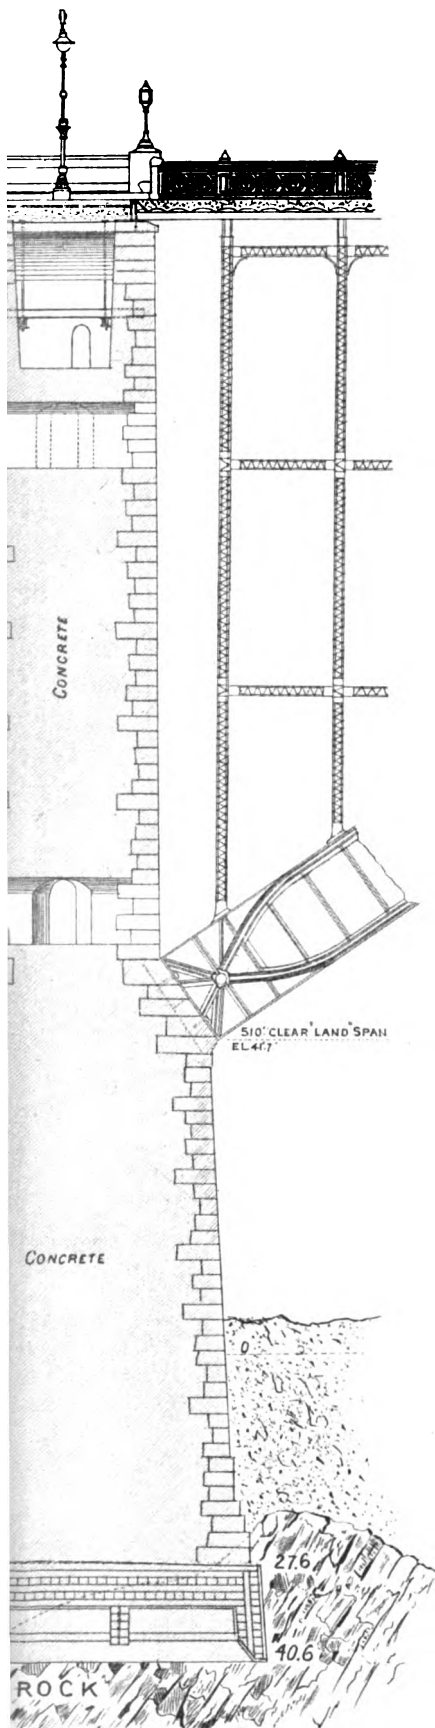 CONCRETE
510' CLEAR "LAND" SPAN
EL 41.7'
CONCRETE
0
27.6
40.6
ROCK